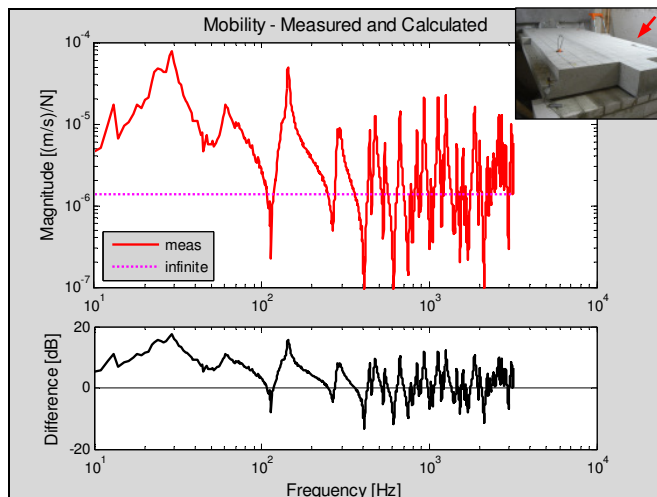 Mobility - Measured and Calculated
Magnitude [(m/s)/N]
10^-4
10^-5
10^-6
10^-7
meas
infinite
10^1 10^2 10^3 10^4
Difference [dB]
20
0
-20
10^1 10^2 10^3 10^4
Frequency [Hz]